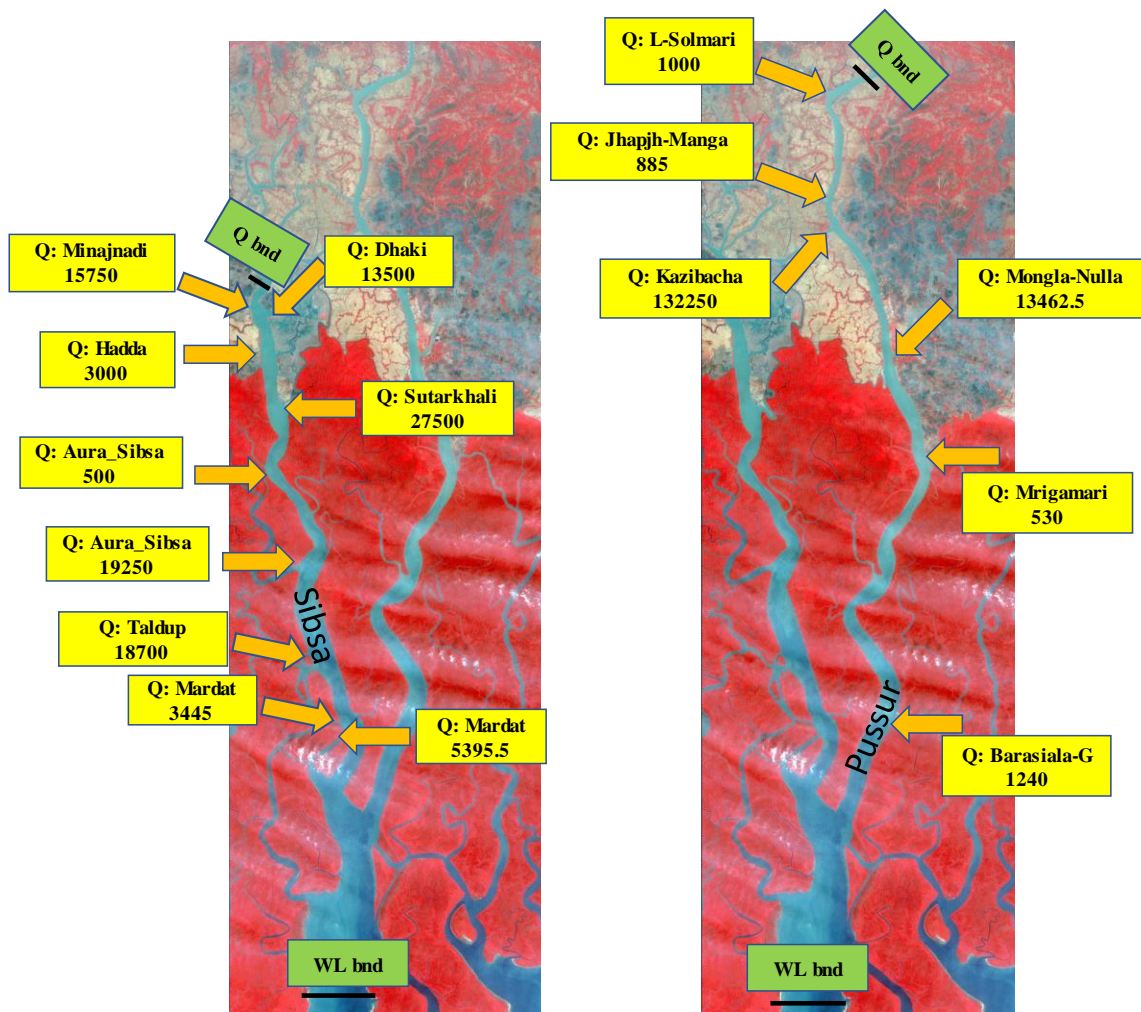 Q bnd
Q: Minajnadi
15750
Q: Dhaki
13500
Q: Hadda
3000
Q: Sutarkhali
27500
Q: Aura_Sibsa
500
Q: Aura_Sibsa
19250
Sibsa
Q: Taldup
18700
Q: Mardat
3445
Q: Mardat
5395.5
WL bnd
Q: L-Solmari
1000
Q bnd
Q: Jhapjh-Manga
885
Q: Kazibacha
132250
Q: Mongla-Nulla
13462.5
Q: Mrigamari
530
Pussur
Q: Barasiala-G
1240
WL bnd